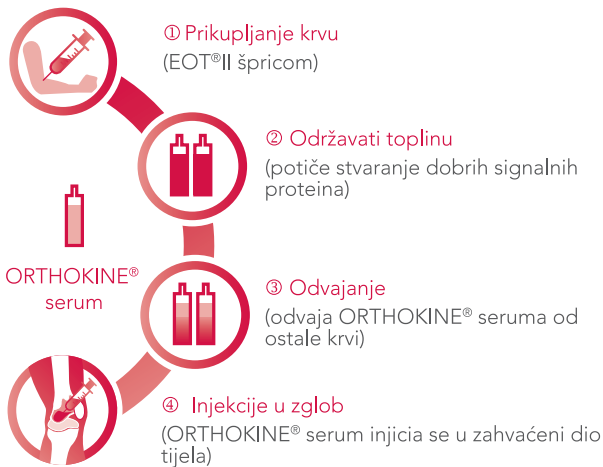 ① Prikupljanje krvu
(EOT®II špricom)
② Održavati toplinu
(potiče stvaranje dobrih signalnih
proteina)
ORTHOKINE®
serum
③ Odvajanje
(odvaja ORTHOKINE® seruma od
ostale krvi)
④ Injekcije u zglob
(ORTHOKINE® serum injicia se u zahvaćeni dio
tijela)